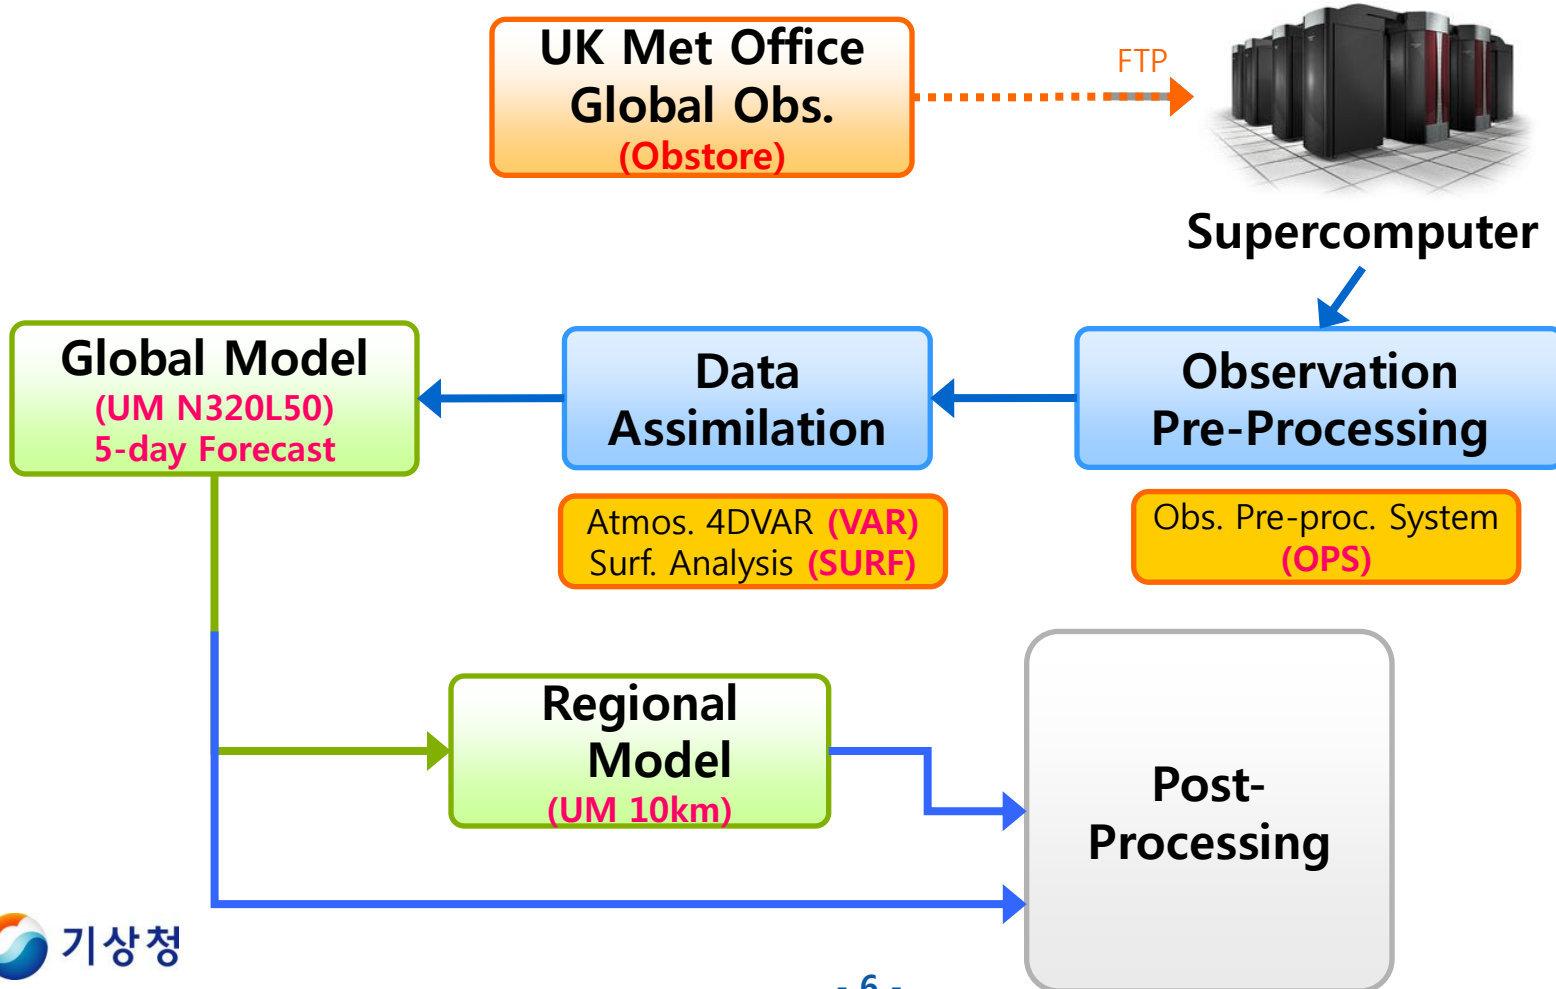 UK Met Office
Global Obs.
(Obstore)
FTP
Supercomputer
Global Model
(UM N320L50)
5-day Forecast
Data
Assimilation
Observation
Pre-Processing
Atmos. 4DVAR (VAR)
Surf. Analysis (SURF)
Obs. Pre-proc. System
(OPS)
Regional
Model
(UM 10km)
Post-
Processing
기상청
- 6 -